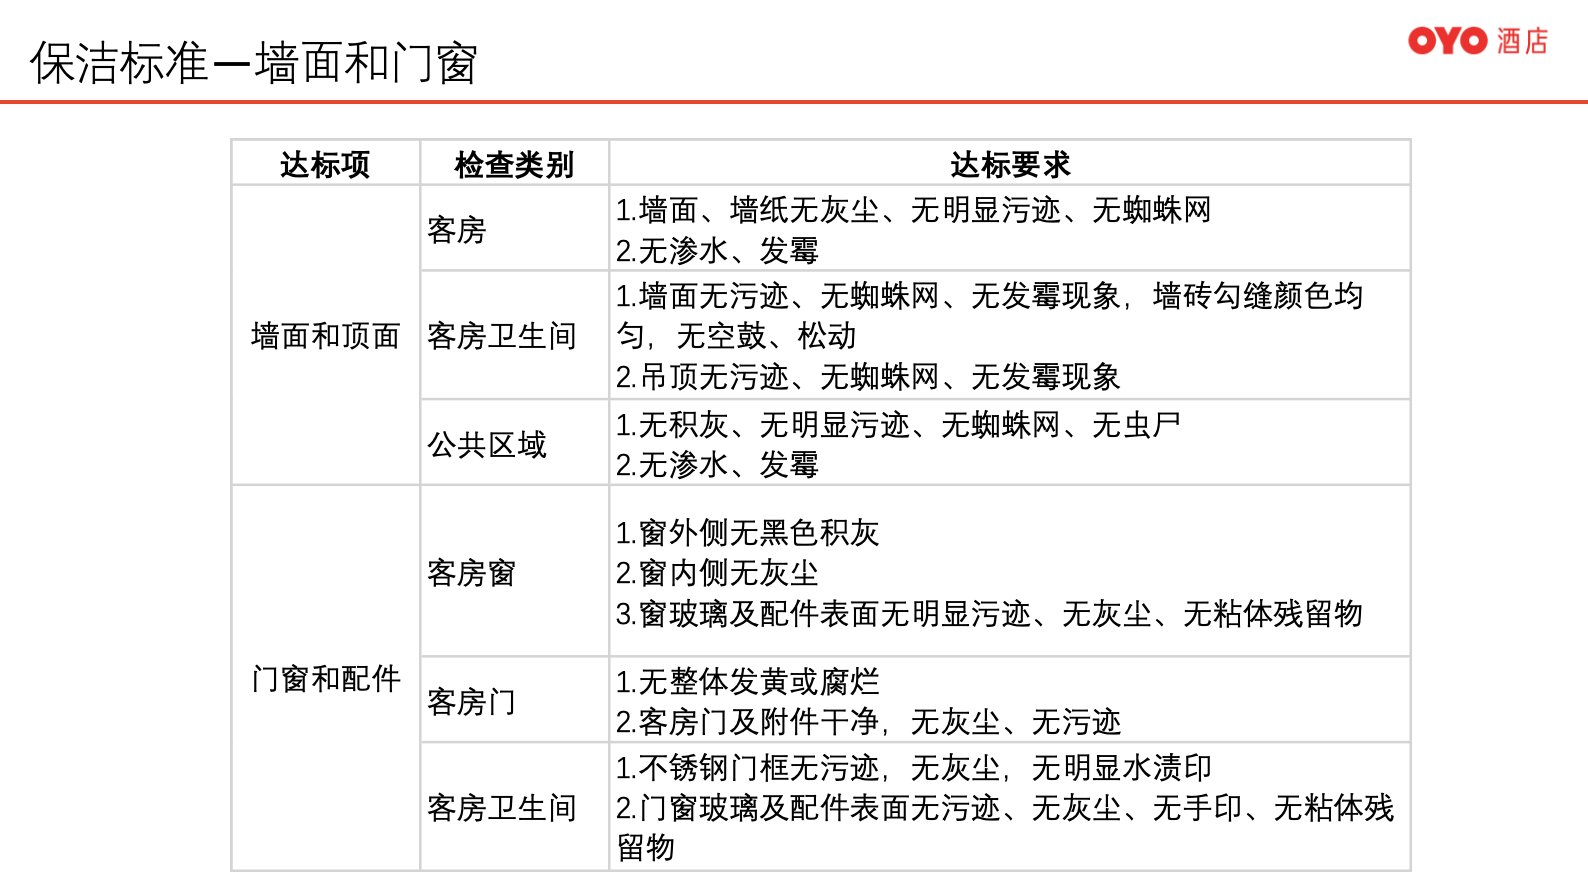 保洁标准—墙面和门窗
OYO 酒店
达标项 检查类别 达标要求
墙面和顶面
客房
1.墙面、墙纸无灰尘、无明显污迹、无蜘蛛网
2.无渗水、发霉
客房卫生间
1.墙面无污迹、无蜘蛛网、无发霉现象，墙砖勾缝颜色均
匀，无空鼓、松动
2.吊顶无污迹、无蜘蛛网、无发霉现象
公共区域
1.无积灰、无明显污迹、无蜘蛛网、无虫尸
2.无渗水、发霉
门窗和配件
客房窗
1.窗外侧无黑色积灰
2.窗内侧无灰尘
3.窗玻璃及配件表面无明显污迹、无灰尘、无粘体残留物
客房门
1.无整体发黄或腐烂
2.客房门及附件干净，无灰尘、无污迹
客房卫生间
1.不锈钢门框无污迹，无灰尘，无明显水渍印
2.门窗玻璃及配件表面无污迹、无灰尘、无手印、无粘体残
留物